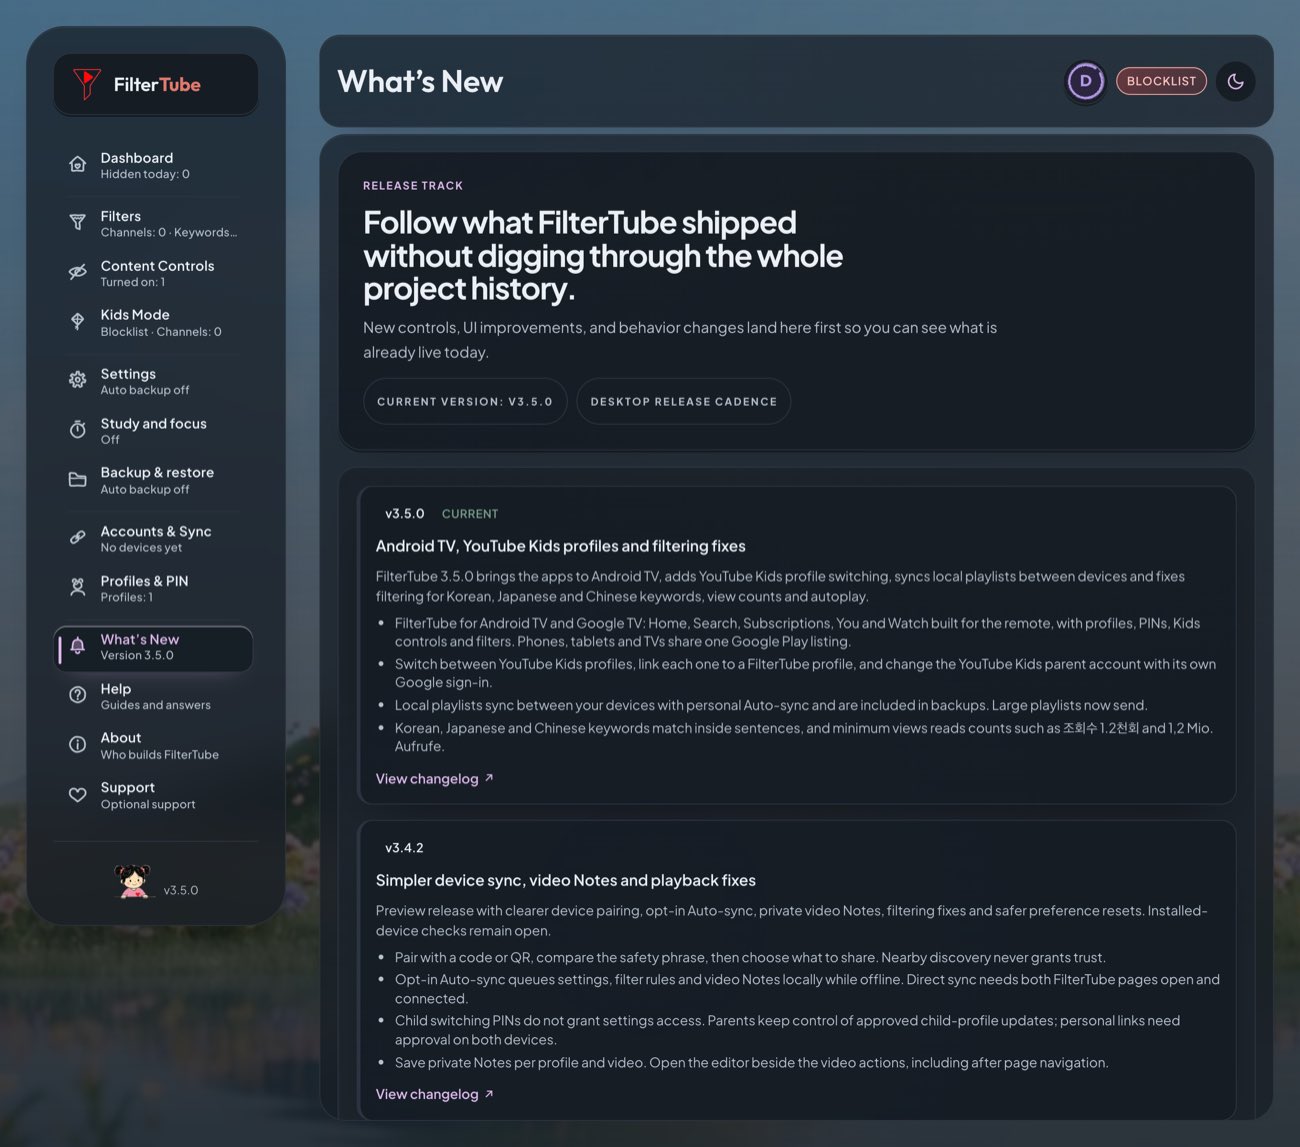 FilterTube
Dashboard
Hidden today: 0
Filters
Channels: 0 · Keywords...
Content Controls
Turned on: 1
Kids Mode
Blocklist · Channels: 0
Settings
Auto backup off
Study and focus
Off
Backup & restore
Auto backup off
Accounts & Sync
No devices yet
Profiles & PIN
Profiles: 1
What's New
Version 3.5.0
Help
Guides and answers
About
Who builds FilterTube
Support
Optional support
v3.5.0
What's New
D
BLOCKLIST
RELEASE TRACK
Follow what FilterTube shipped
without digging through the whole
project history.
New controls, UI improvements, and behavior changes land here first so you can see what is
already live today.
CURRENT VERSION: V3.5.0
DESKTOP RELEASE CADENCE
v3.5.0 CURRENT
Android TV, YouTube Kids profiles and filtering fixes
FilterTube 3.5.0 brings the apps to Android TV, adds YouTube Kids profile switching, syncs local playlists between devices and fixes
filtering for Korean, Japanese and Chinese keywords, view counts and autoplay.
• FilterTube for Android TV and Google TV: Home, Search, Subscriptions, You and Watch built for the remote, with profiles, PINs, Kids
controls and filters. Phones, tablets and TVs share one Google Play listing.
• Switch between YouTube Kids profiles, link each one to a FilterTube profile, and change the YouTube Kids parent account with its own
Google sign-in.
• Local playlists sync between your devices with personal Auto-sync and are included in backups. Large playlists now send.
• Korean, Japanese and Chinese keywords match inside sentences, and minimum views reads counts such as 조회수 1.2천회 and 1,2 Mio.
Aufrufe.
View changelog ↗
v3.4.2
Simpler device sync, video Notes and playback fixes
Preview release with clearer device pairing, opt-in Auto-sync, private video Notes, filtering fixes and safer preference resets. Installed-
device checks remain open.
• Pair with a code or QR, compare the safety phrase, then choose what to share. Nearby discovery never grants trust.
• Opt-in Auto-sync queues settings, filter rules and video Notes locally while offline. Direct sync needs both FilterTube pages open and
connected.
• Child switching PINs do not grant settings access. Parents keep control of approved child-profile updates; personal links need
approval on both devices.
• Save private Notes per profile and video. Open the editor beside the video actions, including after page navigation.
View changelog ↗